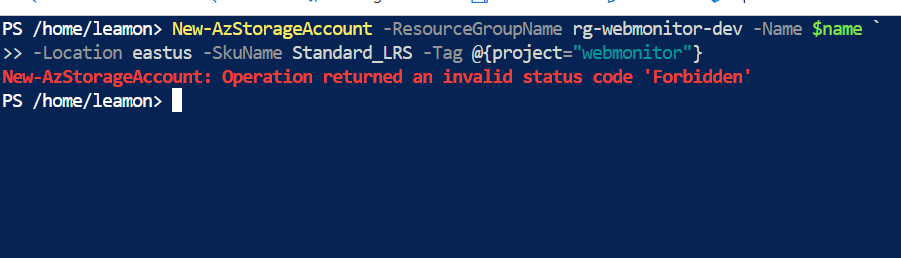 PS /home/leamon> New-AzStorageAccount -ResourceGroupName rg-webmonitor-dev -Name $name `
>> -Location eastus -SkuName Standard_LRS -Tag @{project="webmonitor"}
New-AzStorageAccount: Operation returned an invalid status code 'Forbidden'
PS /home/leamon>